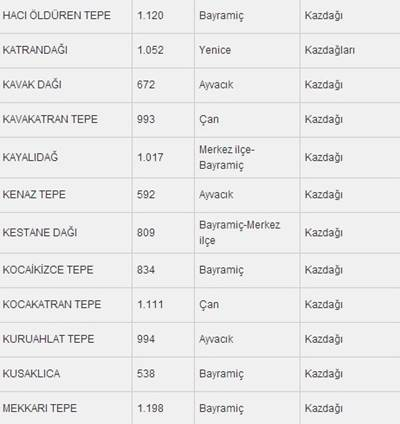 HACI ÖLDÜREN TEPE 1.120 Bayramiç Kazdağı
KATRANDAĞI 1.052 Yenice Kazdağları
KAVAK DAĞI 672 Ayvacık Kazdağı
KAVAKATRAN TEPE 993 Çan Kazdağı
KAYALIDAĞ 1.017 Merkez ilçe-
Bayramiç Kazdağı
KENAZ TEPE 592 Ayvacık Kazdağı
KESTANE DAĞI 809 Bayramiç-Merkez
ilçe Kazdağı
KOCAİKİZCE TEPE 834 Bayramiç Kazdağı
KOCAKATRAN TEPE 1.111 Çan Kazdağı
KURUAHLAT TEPE 994 Ayvacık Kazdağı
KUSAKLICA 538 Bayramiç Kazdağı
MEKKARI TEPE 1.198 Bayramiç Kazdağı